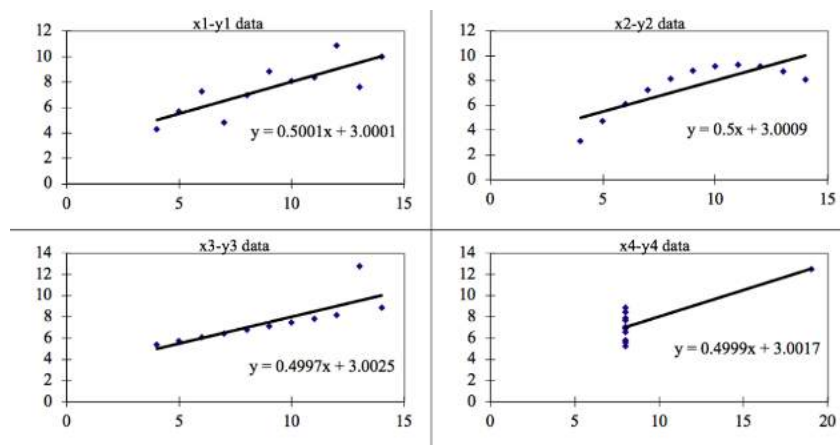 x1-y1 data
12
10
8
6
4
2
0
y = 0.5001x + 3.0001
0 5 10 15
x2-y2 data
12
10
8
6
4
2
0
y = 0.5x + 3.0009
0 5 10 15
x3-y3 data
14
12
10
8
6
4
2
0
y = 0.4997x + 3.0025
0 5 10 15
x4-y4 data
14
12
10
8
6
4
2
0
y = 0.4999x + 3.0017
0 5 10 15 20